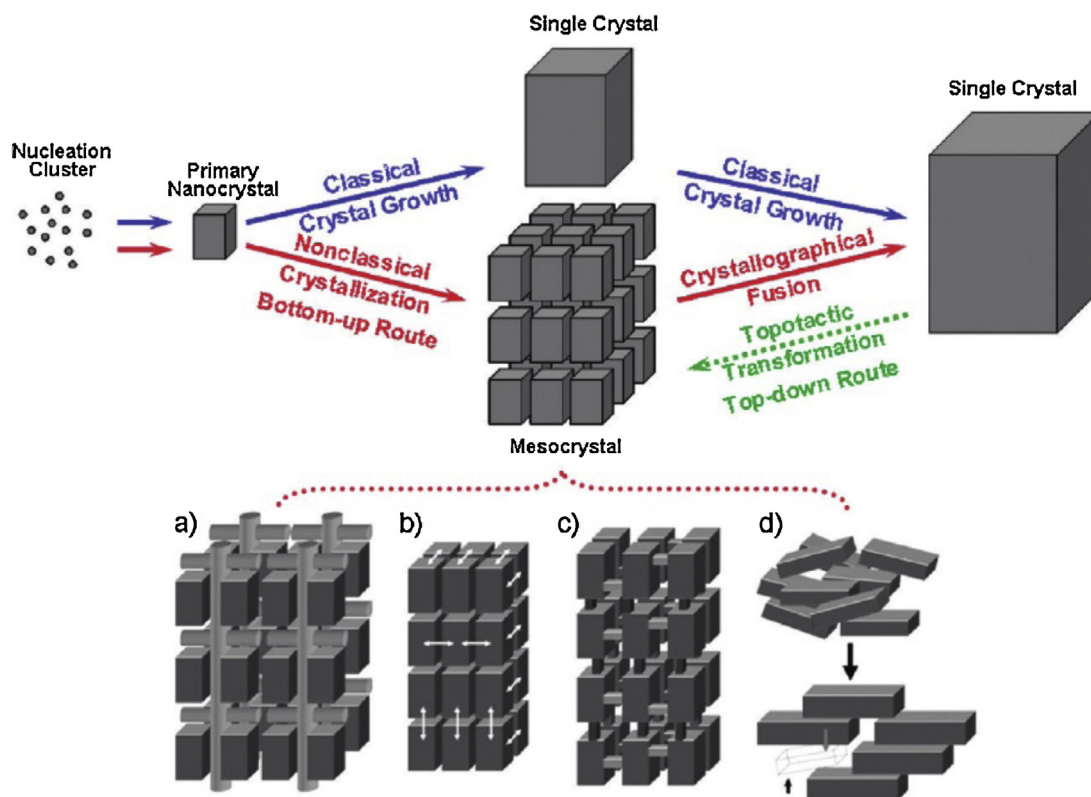 Single Crystal
Single Crystal
Nucleation
Cluster
Primary
Nanocrystal
Classical
Crystal Growth
Classical
Crystal Growth
Nonclassical
Crystallization
Bottom-up Route
Crystallographical
Fusion
Topotactic
Transformation
Top-down Route
Mesocrystal
a)
b)
c)
d)